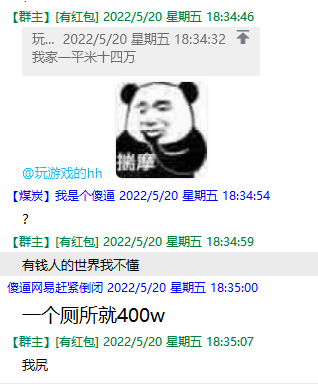 【群主】[有红包] 2022/5/20 星期五 18:34:46
玩... 2022/5/20 星期五 18:34:32
我家一平米十四万
揣摩
@玩游戏的hh
【煤炭】我是个傻逼 2022/5/20 星期五 18:34:54
?
【群主】[有红包] 2022/5/20 星期五 18:34:59
有钱人的世界我不懂
傻逼网易赶紧倒闭 2022/5/20 星期五 18:35:00
一个厕所就400w
【群主】[有红包] 2022/5/20 星期五 18:35:07
我尻